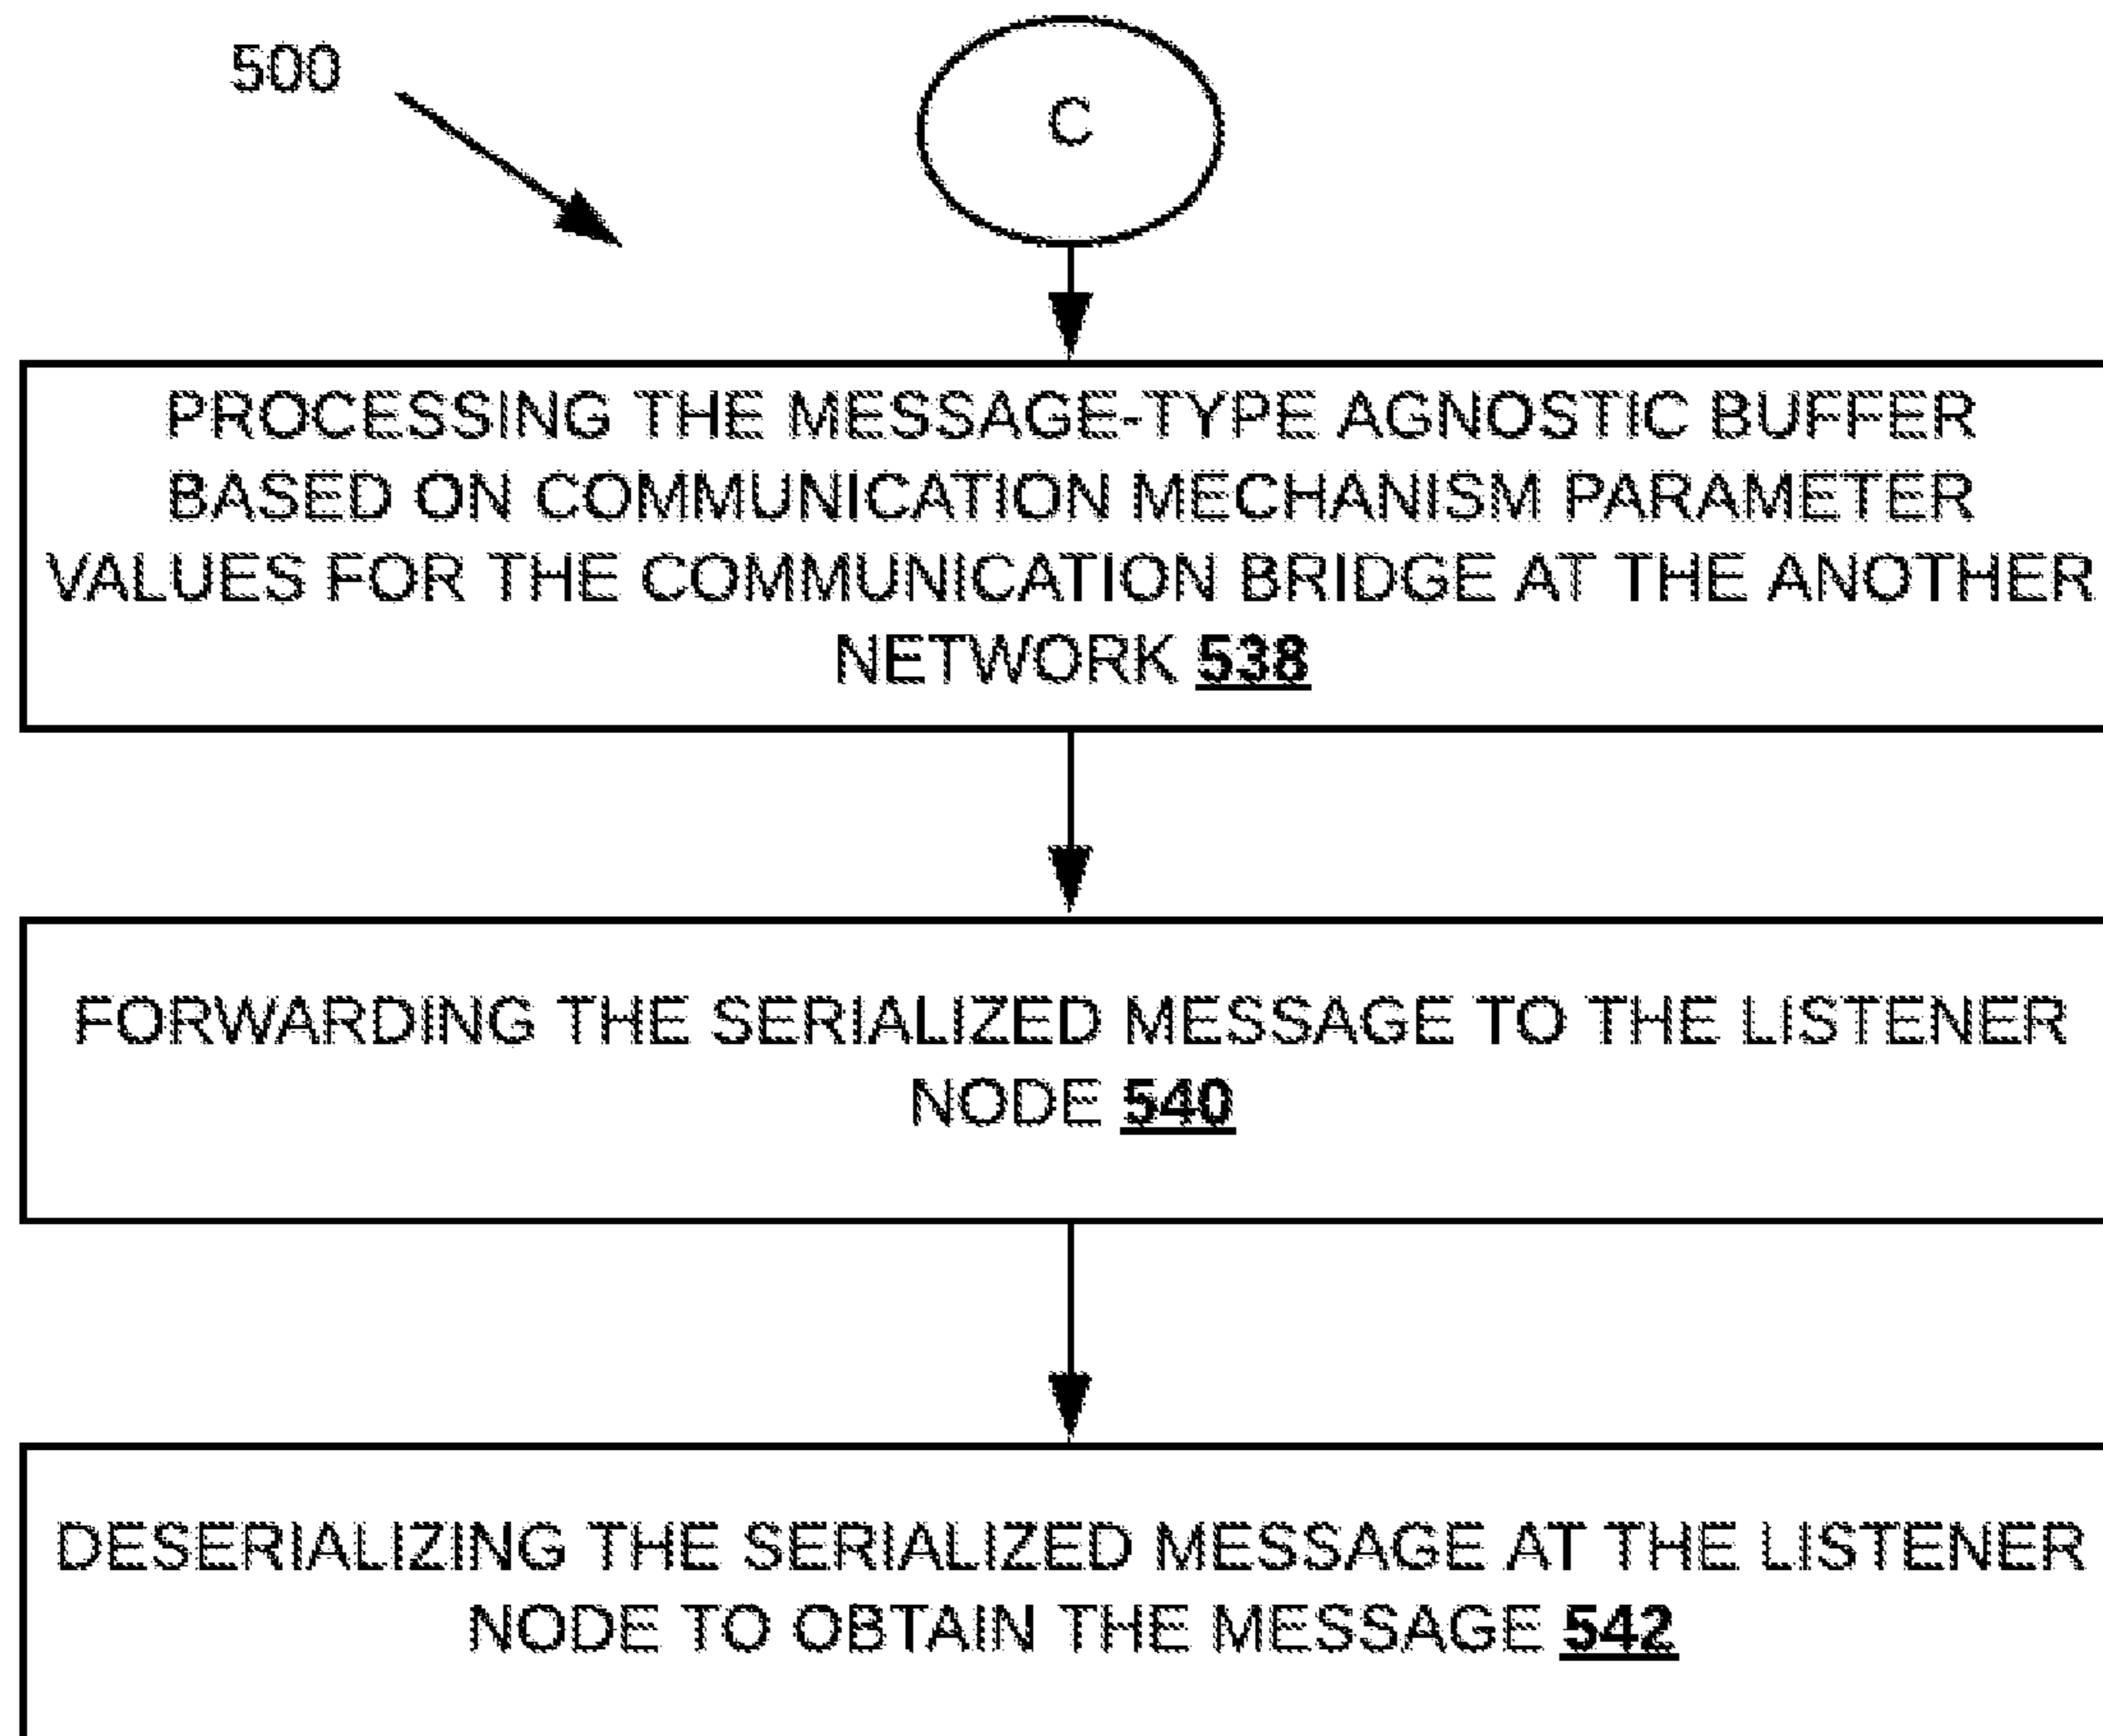 500
C
PROCESSING THE MESSAGE-TYPE AGNOSTIC BUFFER
BASED ON COMMUNICATION MECHANISM PARAMETER
VALUES FOR THE COMMUNICATION BRIDGE AT THE ANOTHER
NETWORK 538
FORWARDING THE SERIALIZED MESSAGE TO THE LISTENER
NODE 540
DESERIALIZING THE SERIALIZED MESSAGE AT THE LISTENER
NODE TO OBTAIN THE MESSAGE 542